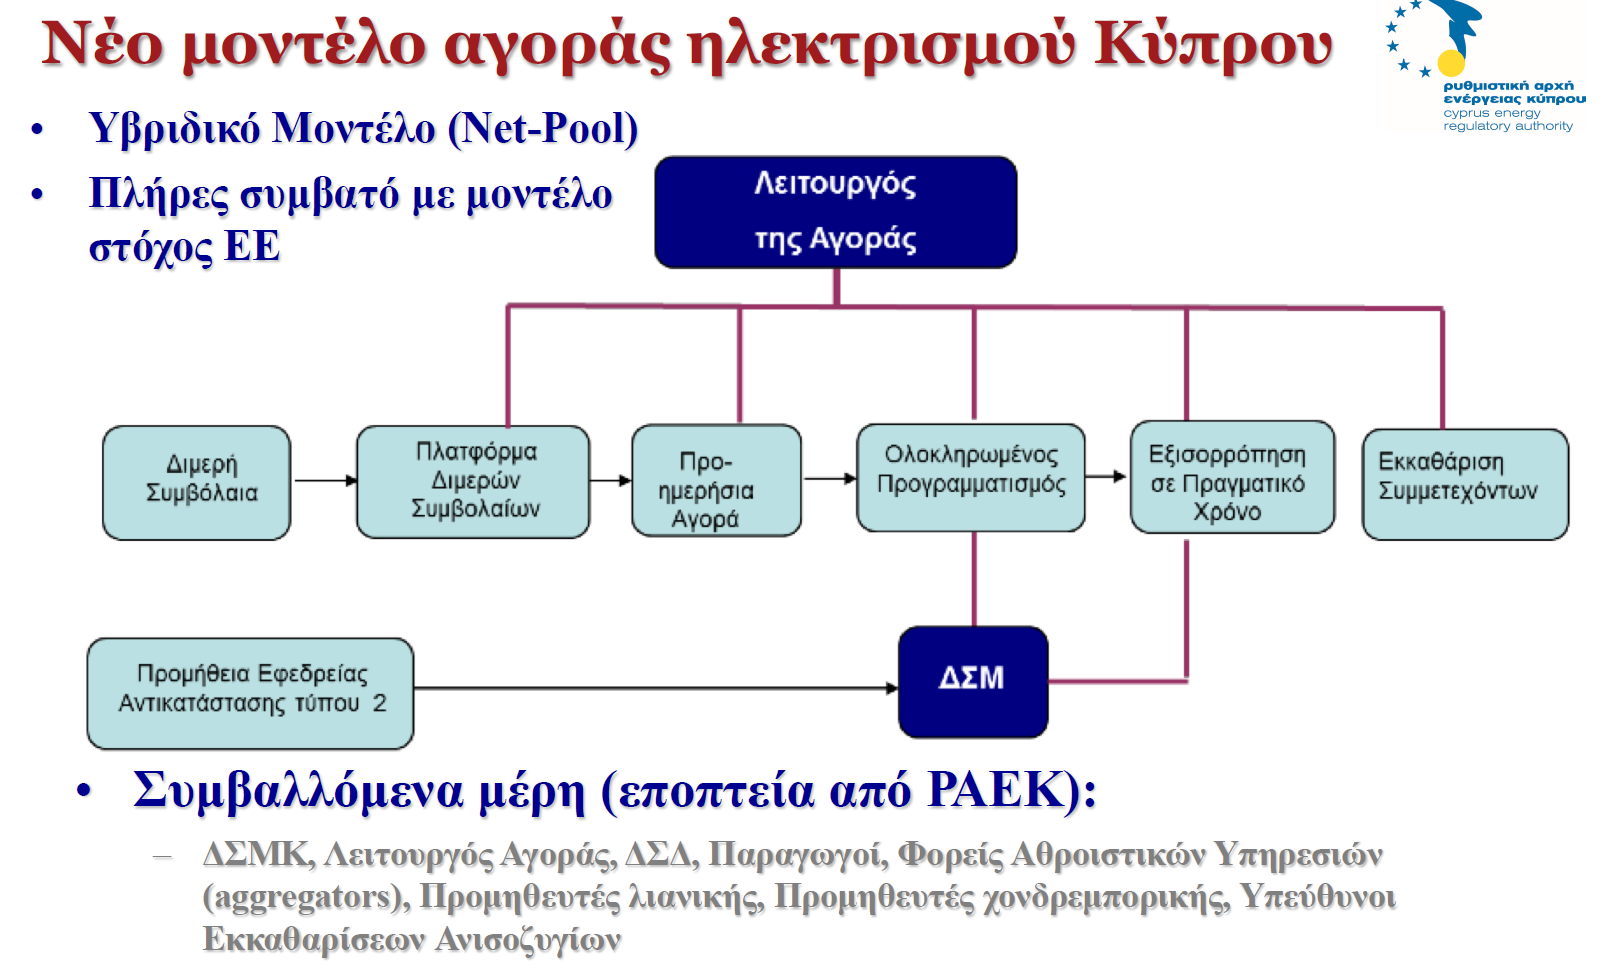 Νέο μοντέλο αγοράς ηλεκτρισμού Κύπρου
ρυθμιστική αρχή
ενέργειας κύπρου
cyprus energy
regulatory authority
• Υβριδικό Μοντέλο (Net-Pool)
• Πλήρες συμβατό με μοντέλο
στόχος ΕΕ
Λειτουργός
της Αγοράς
Διμερή
Συμβόλαια
Πλατφόρμα
Διμερών
Συμβολαίων
Προ-
ημερήσια
Αγορά
Ολοκληρωμένος
Προγραμματισμός
Εξισορρόπηση
σε Πραγματικό
Χρόνο
Εκκαθάριση
Συμμετεχόντων
Προμήθεια Εφεδρείας
Αντικατάστασης τύπου 2
ΔΣΜ
• Συμβαλλόμενα μέρη (εποπτεία από ΡΑΕΚ):
– ΔΣΜΚ, Λειτουργός Αγοράς, ΔΣΔ, Παραγωγοί, Φορείς Αθροιστικών Υπηρεσιών
(aggregators), Προμηθευτές λιανικής, Προμηθευτές χονδρεμπορικής, Υπεύθυνοι
Εκκαθαρίσεων Ανισοζυγίων